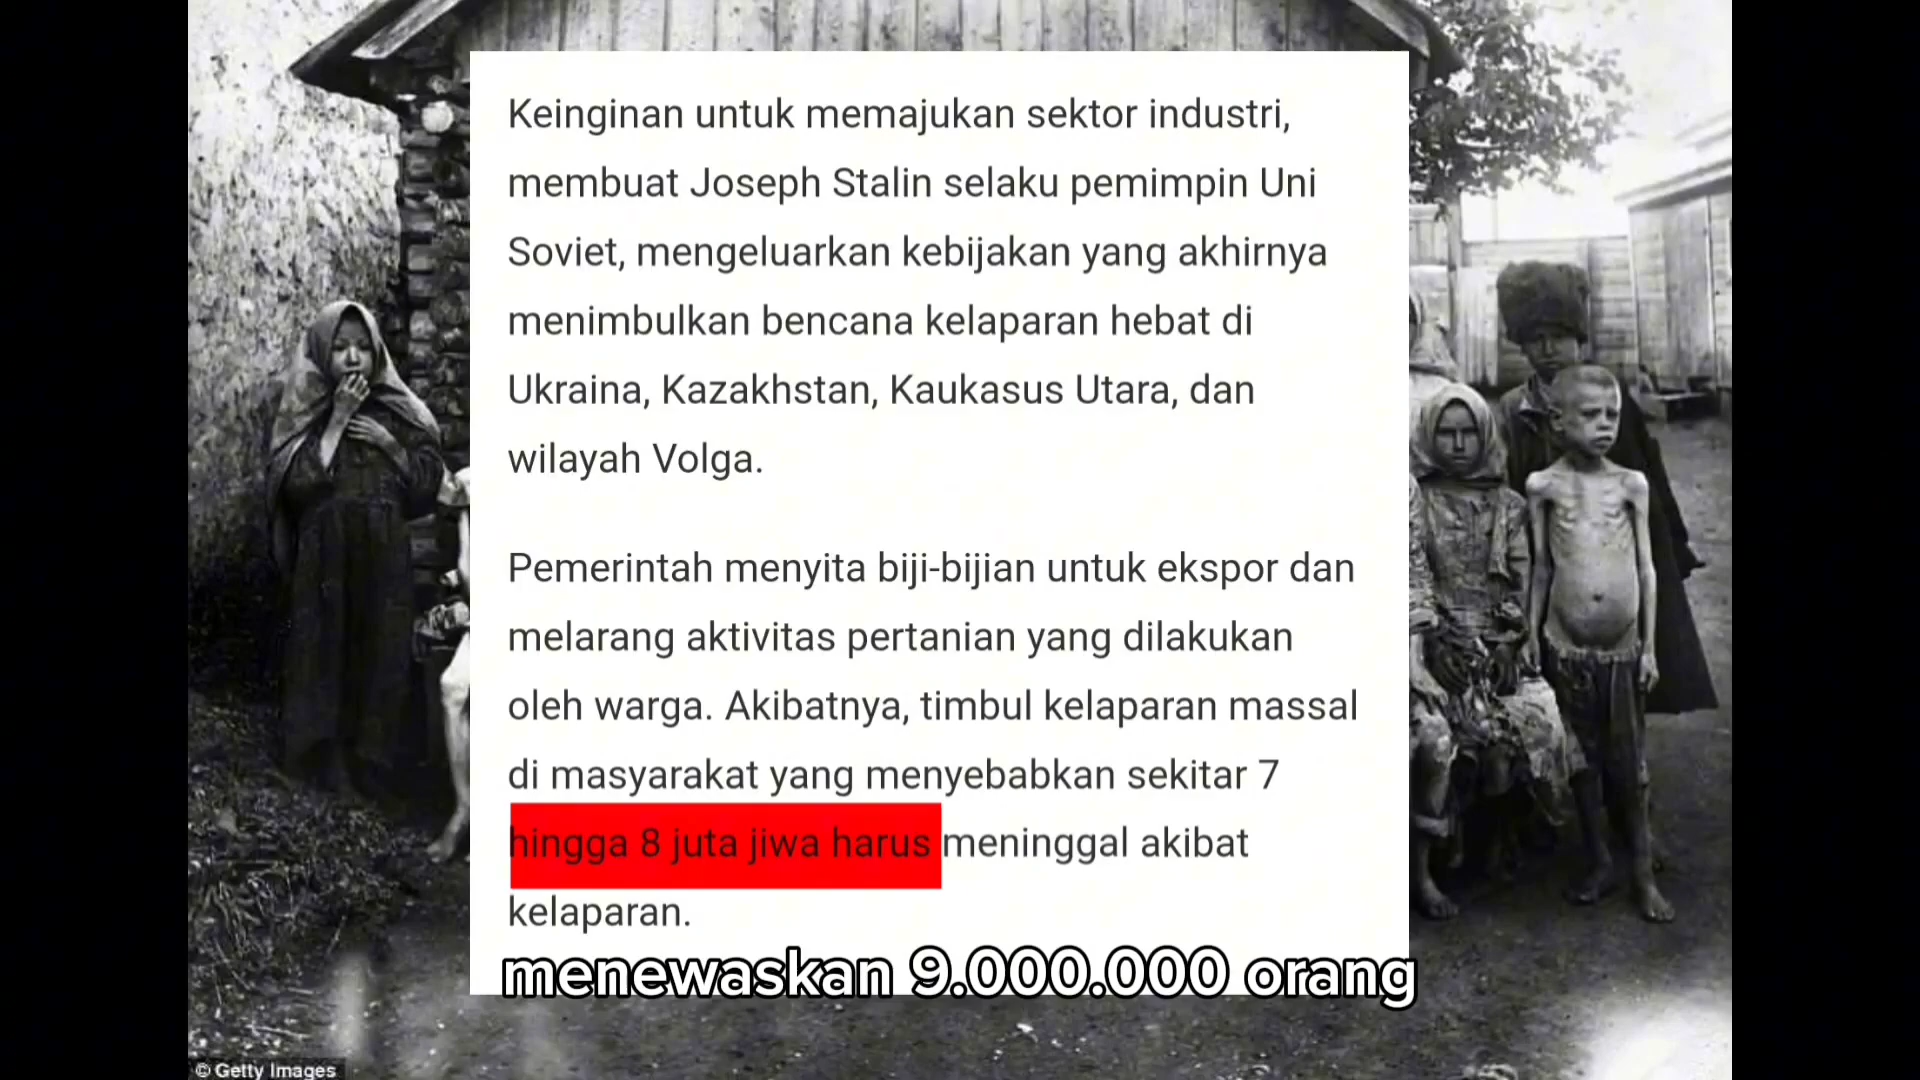 Keinginan untuk memajukan sektor industri,
membuat Joseph Stalin selaku pemimpin Uni
Soviet, mengeluarkan kebijakan yang akhirnya
menimbulkan bencana kelaparan hebat di
Ukraina, Kazakhstan, Kaukasus Utara, dan
wilayah Volga.
Pemerintah menyita biji-bijian untuk ekspor dan
melarang aktivitas pertanian yang dilakukan
oleh warga. Akibatnya, timbul kelaparan massal
di masyarakat yang menyebabkan sekitar 7
hingga 8 juta jiwa harus meninggal akibat
kelaparan.
menewaskan 9.000.000 orang
© Getty Images